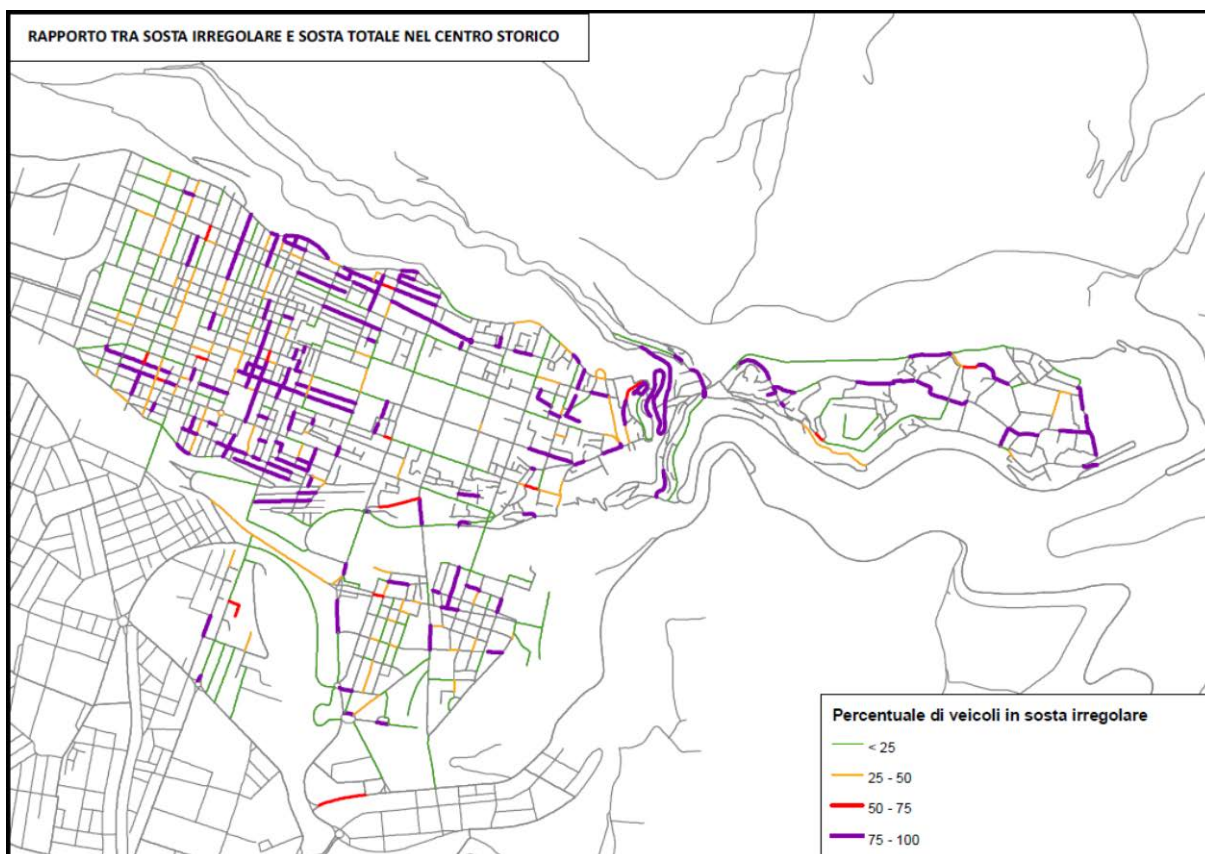 RAPPORTO TRA SOSTA IRREGOLARE E SOSTA TOTALE NEL CENTRO STORICO
Percentuale di veicoli in sosta irregolare
< 25
25 - 50
50 - 75
75 - 100